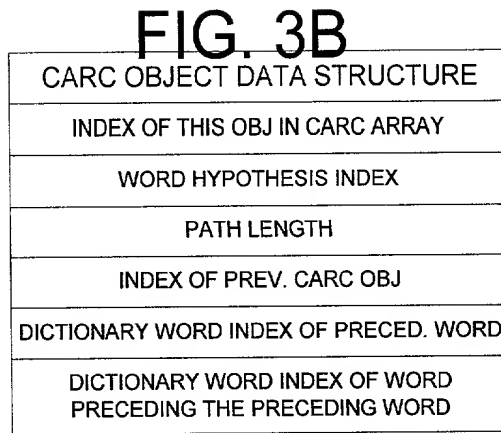 FIG. 3B
CARC OBJECT DATA STRUCTURE
INDEX OF THIS OBJ IN CARC ARRAY
WORD HYPOTHESIS INDEX
PATH LENGTH
INDEX OF PREV. CARC OBJ
DICTIONARY WORD INDEX OF PRECED. WORD
DICTIONARY WORD INDEX OF WORD
PRECEDING THE PRECEDING WORD